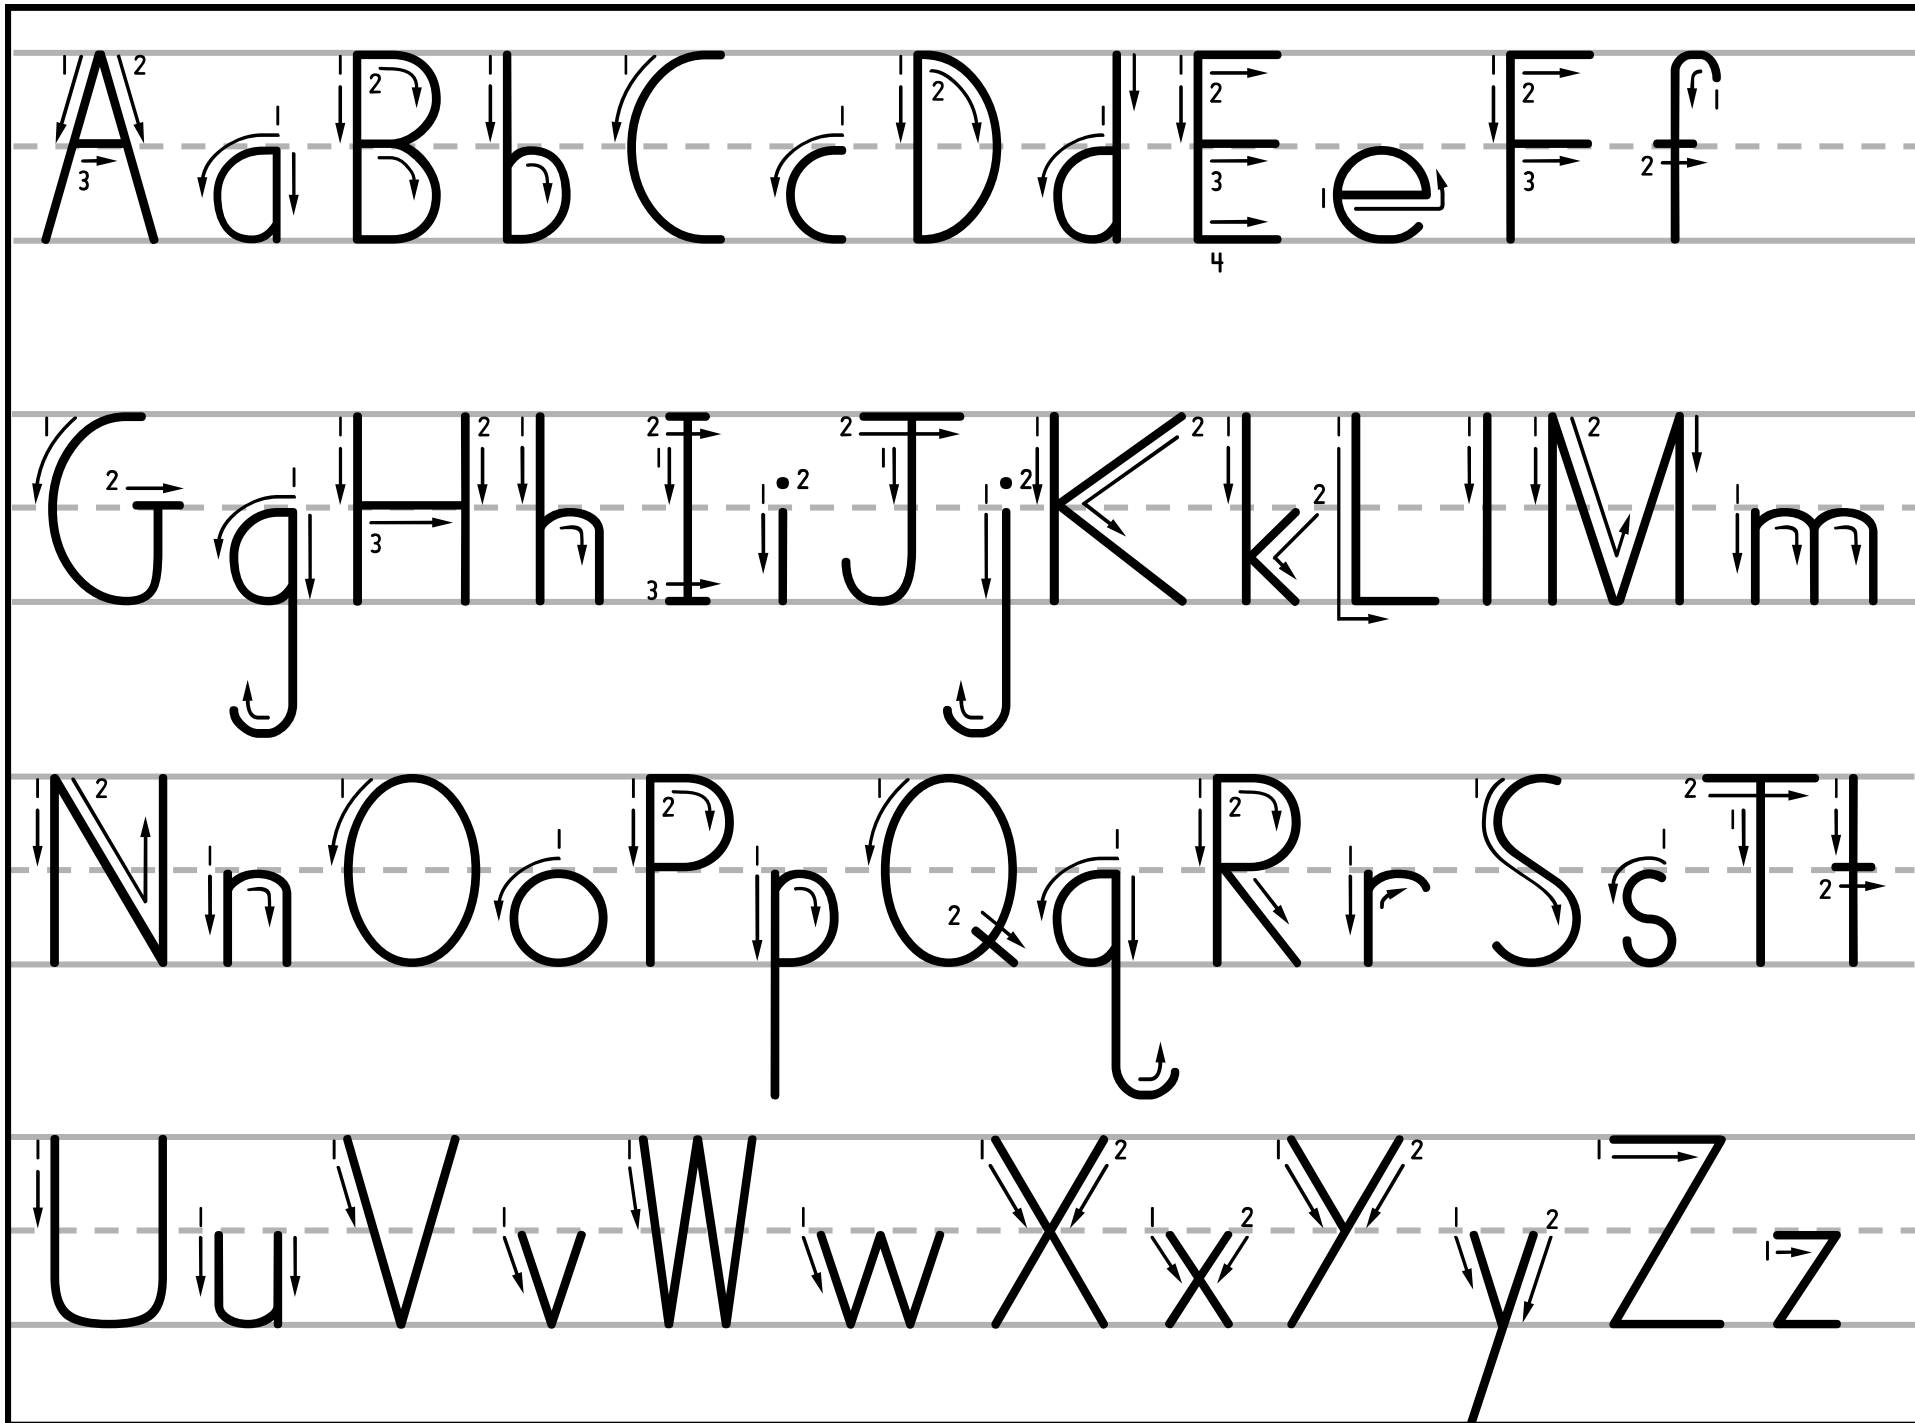 Aa Bb Cc Dd Ee Ff
Gg Hh Ii Jj Kk Ll Mm
Nn Oo Pp Qq Rr Ss Tt
Uu Vv Ww Xx Yy Zz